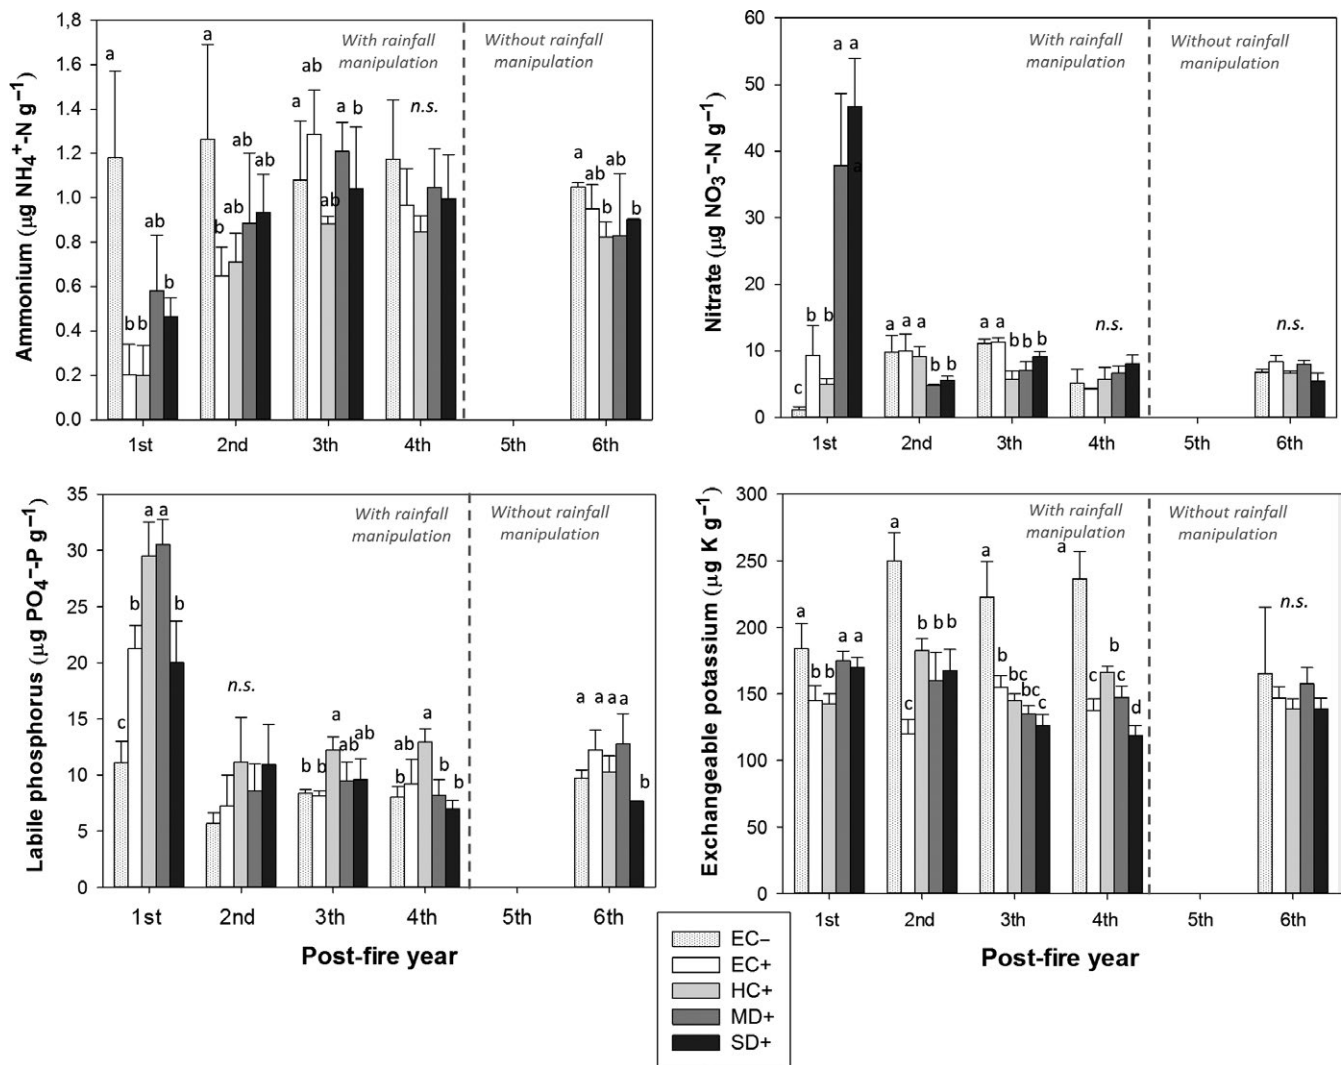 1,8
1.6
1.4
1.2
1.0
0.8
0.6
0.4
0.2
0.0
Ammonium (μg NH₄⁺-N g⁻¹)
With rainfall manipulation
Without rainfall manipulation
a
b b
ab
b
a
b
ab
ab
ab
a
ab
ab
a
b
n.s.
a
ab
b
ab
b
1st 2nd 3th 4th 5th 6th
60
50
40
30
20
10
0
Nitrate (μg NO₃⁻-N g⁻¹)
With rainfall
manipulation
Without rainfall
manipulation
c
b
b
a a
a
a a a
b b
a a
b b b
n.s.
n.s.
1st 2nd 3th 4th 5th 6th
35
30
25
20
15
10
5
0
Labile phosphorus (μg PO₄⁻-P g⁻¹)
With rainfall
manipulation
Without rainfall
manipulation
c
b
a a
b
n.s.
b b
a
ab
ab
b
ab
a
b b
a a a a
b
1st 2nd 3th 4th 5th 6th
Post-fire year
300
250
200
150
100
50
0
Exchangeable potassium (μg K g⁻¹)
With rainfall
manipulation
Without rainfall
manipulation
a
b b
a a
a
c
b b b
a
b
bc
bc
c
a
c
b
c
d
n.s.
1st 2nd 3th 4th 5th 6th
Post-fire year
EC−
EC+
HC+
MD+
SD+